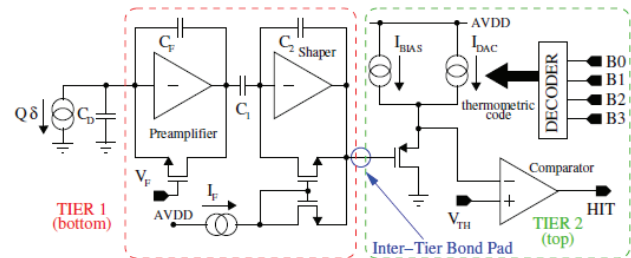 AVDD
C_F
C_2
Shaper
I_BIAS
I_DAC
DECODER
B0
B1
B2
B3
Qδ
C_D
C_1
thermometric
code
Preamplifier
V_F
I_F
Comparator
AVDD
V_TH
HIT
TIER 1
(bottom)
TIER 2
(top)
Inter-Tier Bond Pad